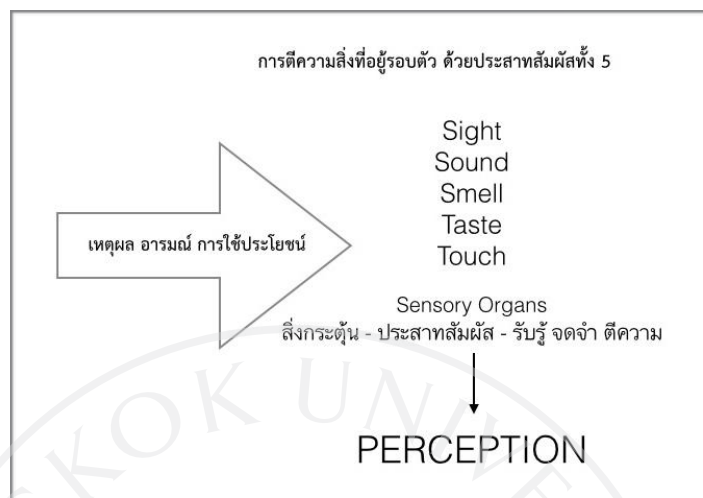 การตีความสิ่งที่อยู่รอบตัว ด้วยประสาทสัมผัสทั้ง 5
Sight
Sound
Smell
Taste
Touch
เหตุผล อารมณ์ การใช้ประโยชน์
Sensory Organs
สิ่งกระตุ้น - ประสาทสัมผัส - รับรู้ จดจำ ตีความ
PERCEPTION